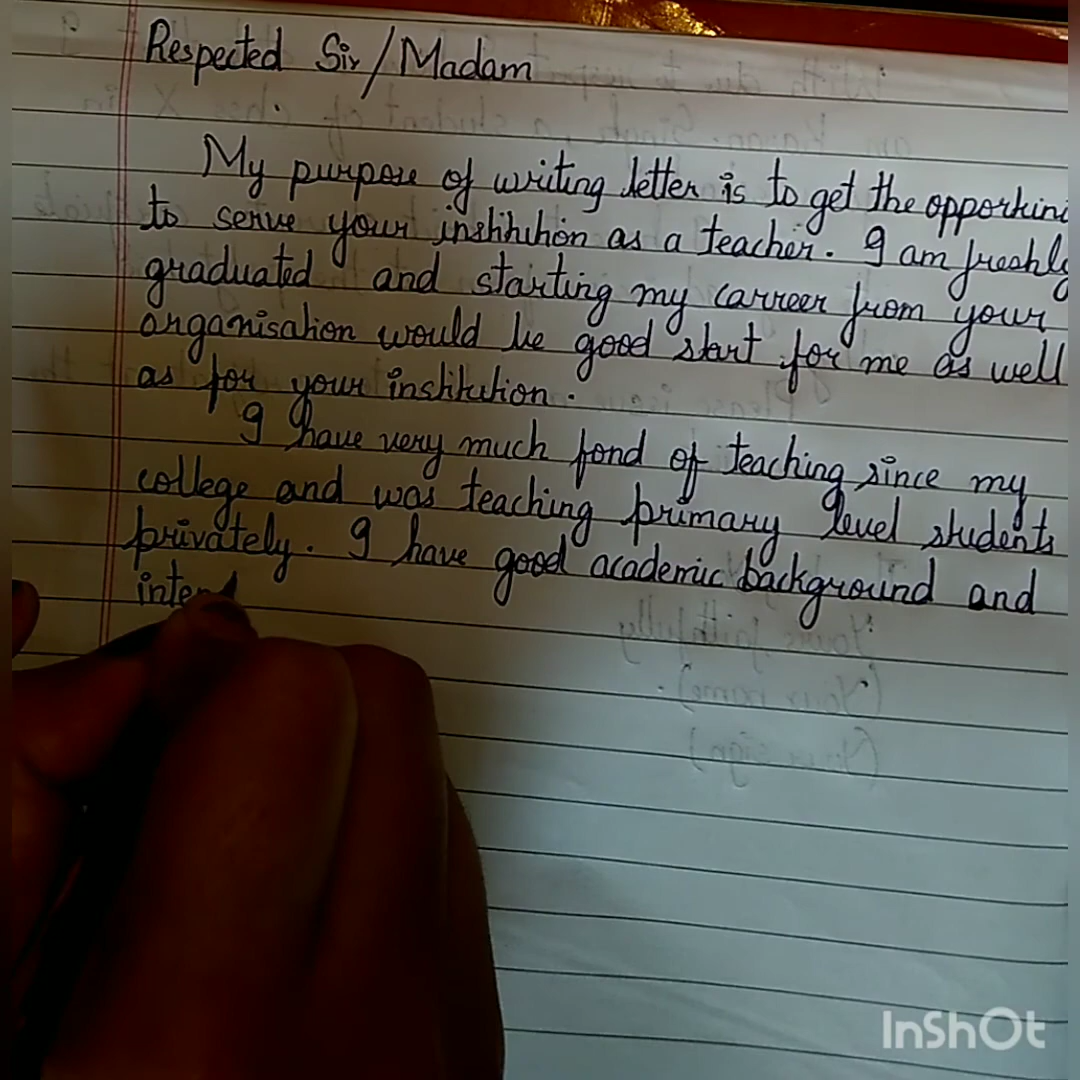 Respected Sir/Madam
My purpose of writing letter is to get the opportuni
to serve your institution as a teacher. I am freshly
graduated and starting my carreer from your
organisation would be good start for me as well
as for your institution.
I have very much fond of teaching since my
college and was teaching primary level students
privately. I have good academic background and
inter
InShOt